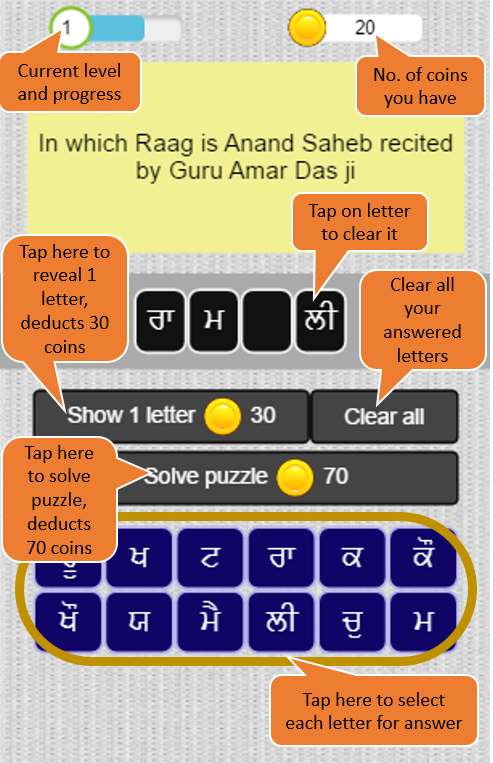 1
20
Current level
and progress
No. of coins
you have
In which Raag is Anand Saheb recited
by Guru Amar Das ji
Tap on letter
to clear it
Tap here to
reveal 1
letter,
deducts 30
coins
Clear all
your
answered
letters
ਰਾ ਮ ਲੀ
Show 1 letter 30 Clear all
Tap here
to solve
puzzle,
deducts
70 coins
Solve puzzle 70
ਖ ਟ ਰਾ ਕ ਕੌ
ਖੌ ਯ ਮੈ ਲੀ ਚੁ ਮ
Tap here to select
each letter for answer